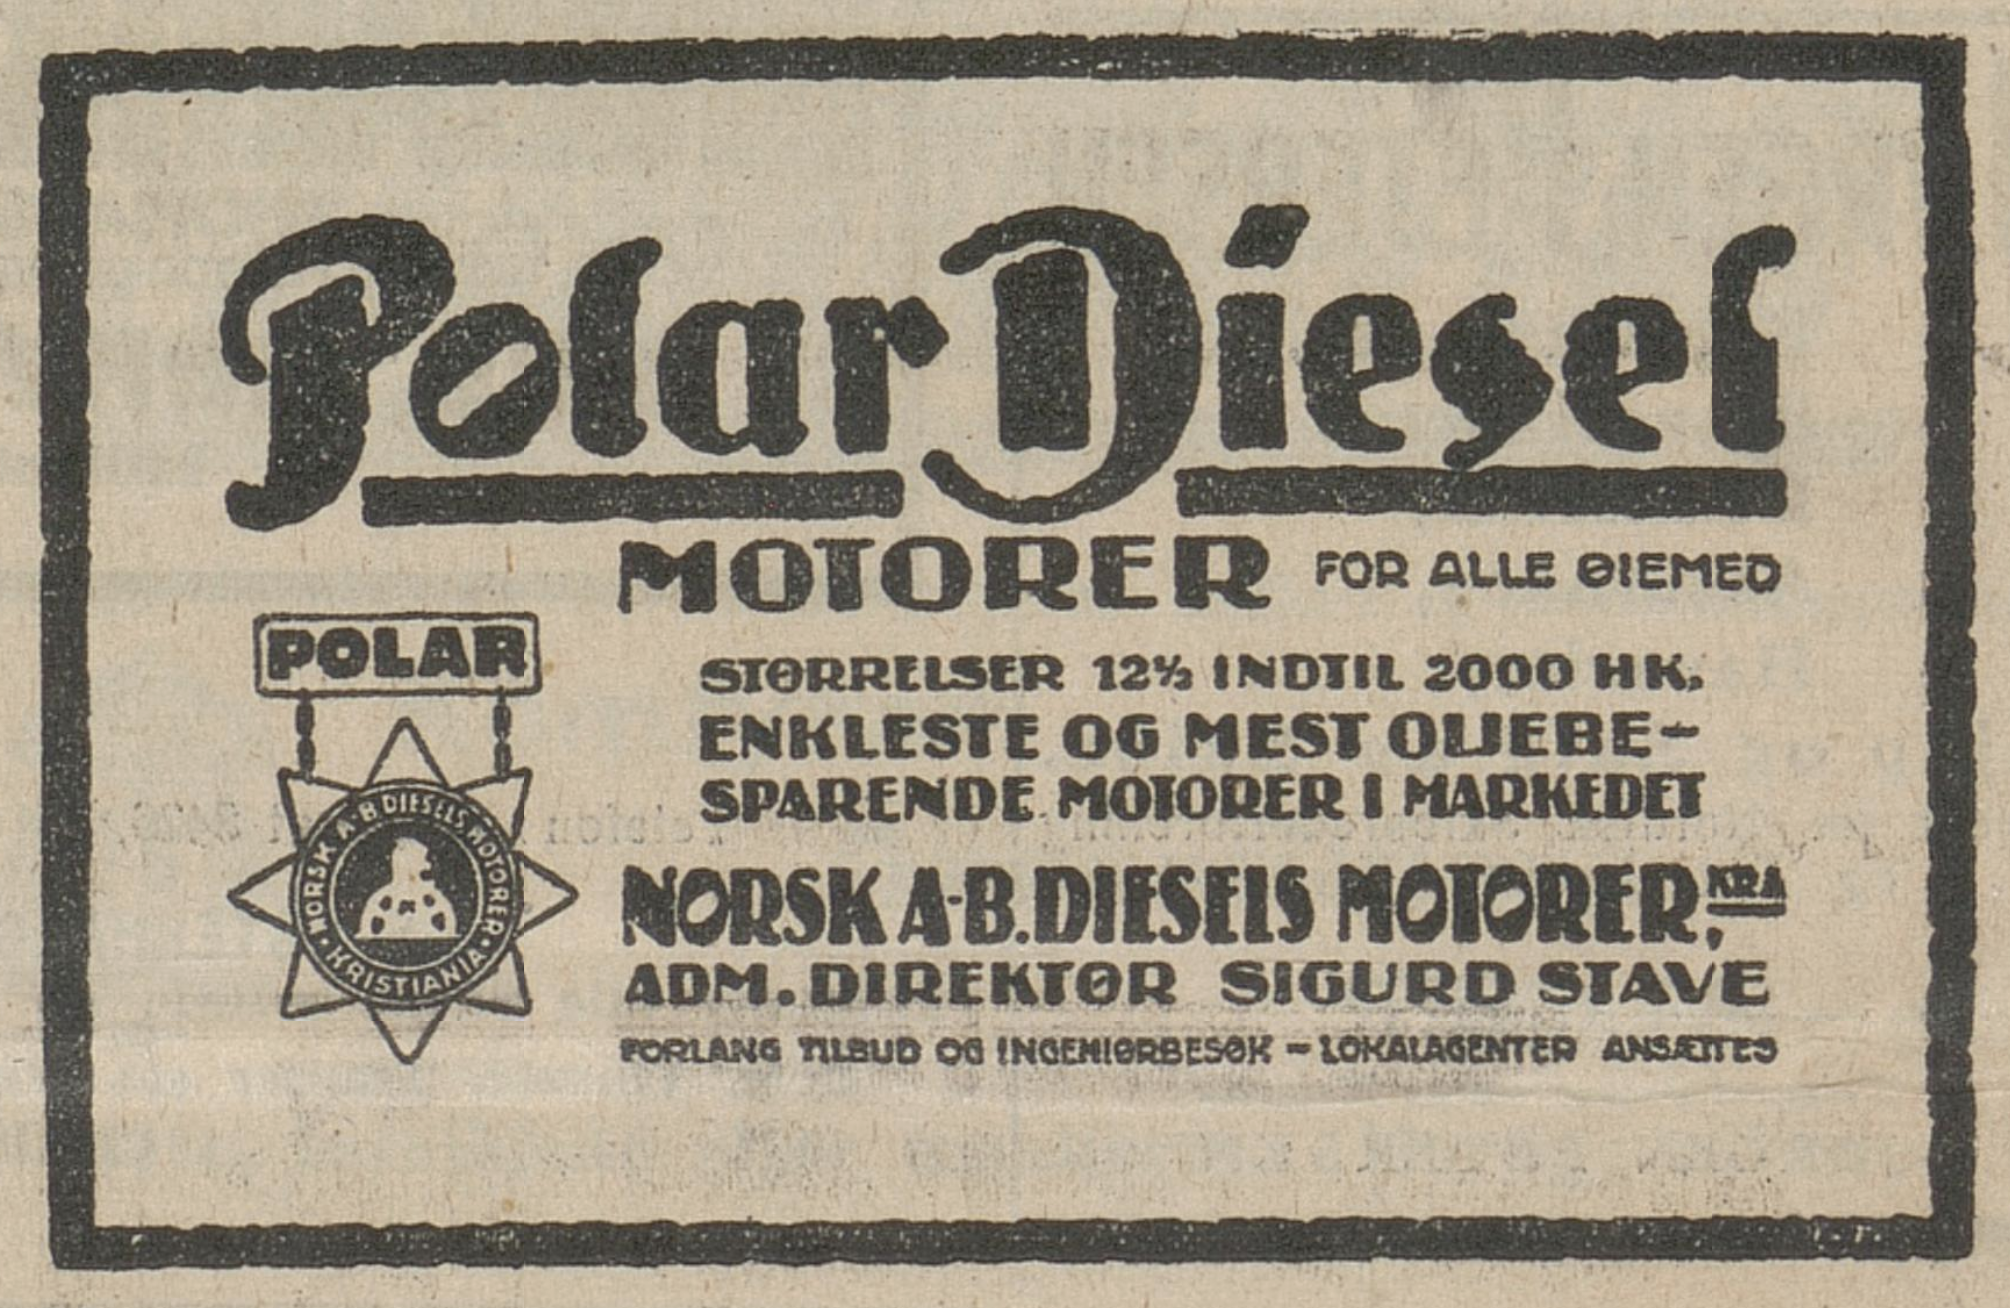 Polar Diesel
MOTORER FOR ALLE ØIEMED
STØRRELSER 12½ INDTIL 2000 HK.
ENKLESTE OG MEST OLJEBE-
SPARENDE MOTORER I MARKEDET
NORSK A-B. DIESELS MOTORER, KRA
ADM. DIREKTØR SIGURD STAVE
FORLANG TILBUD OG INGENIØRBESØK - LOKALAGENTER ANSÆTTES
POLAR
NORSK A-B DIESELS MOTORER · KRISTIANIA ·